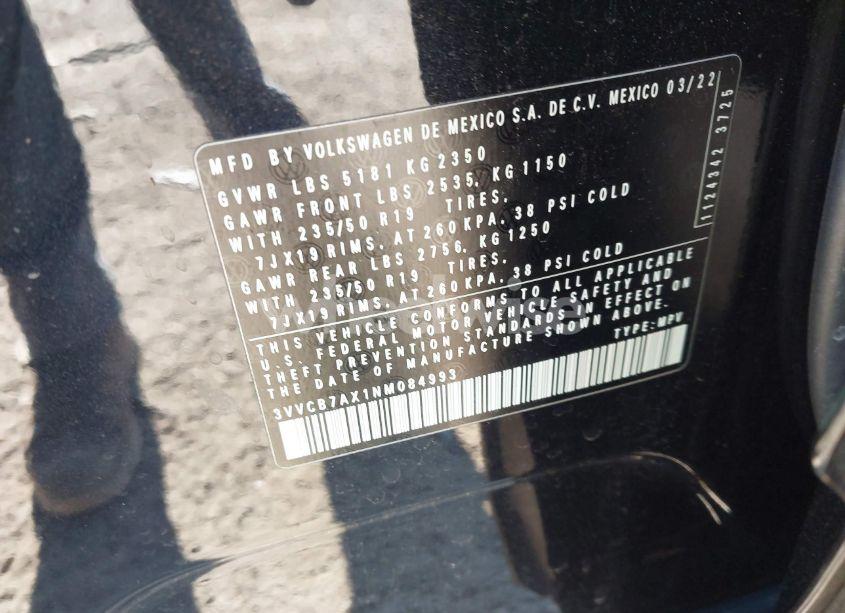 MFD BY VOLKSWAGEN DE MEXICO S.A. DE C.V. MEXICO 03/22
GVWR LBS 5181 KG 2350
GAWR FRONT LBS 2535, KG 1150
WITH 235/50 R19 TIRES,
7JX19 RIMS, AT 260 KPA, 38 PSI COLD
GAWR REAR LBS 2756, KG 1250
WITH 235/50 R19 TIRES,
7JX19 RIMS, AT 260 KPA, 38 PSI COLD
THIS VEHICLE CONFORMS TO ALL APPLICABLE
U.S. FEDERAL MOTOR VEHICLE SAFETY AND
THEFT PREVENTION STANDARDS IN EFFECT ON
THE DATE OF MANUFACTURE SHOWN ABOVE.
TYPE: MPV
3VVCB7AX1NM084993
1124342 3725